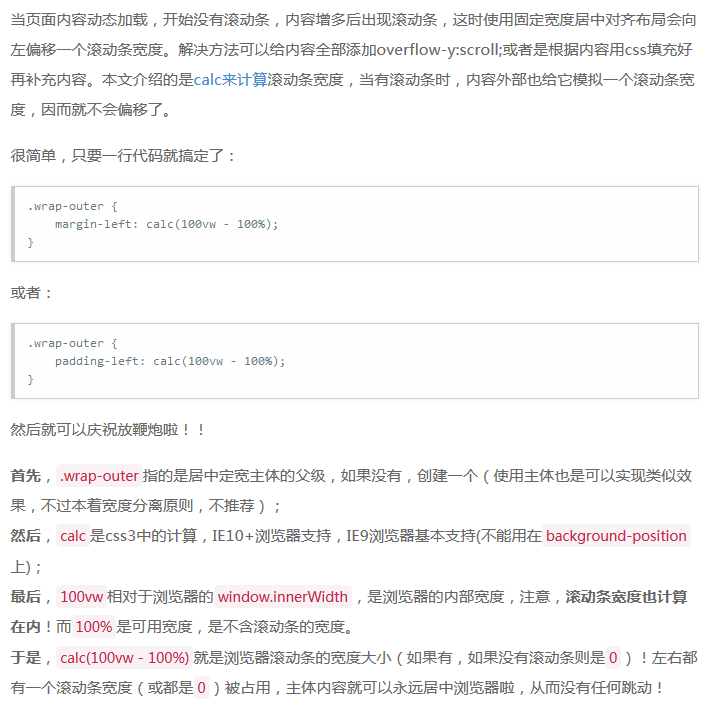 当页面内容动态加载，开始没有滚动条，内容增多后出现滚动条，这时使用固定宽度居中对齐布局会向
左偏移一个滚动条宽度。解决方法可以给内容全部添加overflow-y:scroll;或者是根据内容用css填充好
再补充内容。本文介绍的是calc来计算滚动条宽度，当有滚动条时，内容外部也给它模拟一个滚动条宽
度，因而就不会偏移了。
很简单，只要一行代码就搞定了：
.wrap-outer {
    margin-left: calc(100vw - 100%);
}
或者：
.wrap-outer {
    padding-left: calc(100vw - 100%);
}
然后就可以庆祝放鞭炮啦！！
首先，.wrap-outer 指的是居中定宽主体的父级，如果没有，创建一个（使用主体也是可以实现类似效
果，不过本着宽度分离原则，不推荐）；
然后，calc 是css3中的计算，IE10+浏览器支持，IE9浏览器基本支持(不能用在 background-position
上)；
最后，100vw 相对于浏览器的 window.innerWidth ，是浏览器的内部宽度，注意，滚动条宽度也计算
在内！而 100% 是可用宽度，是不含滚动条的宽度。
于是，calc(100vw - 100%) 就是浏览器滚动条的宽度大小（如果有，如果没有滚动条则是 0 ）！左右都
有一个滚动条宽度（或都是 0 ）被占用，主体内容就可以永远居中浏览器啦，从而没有任何跳动！